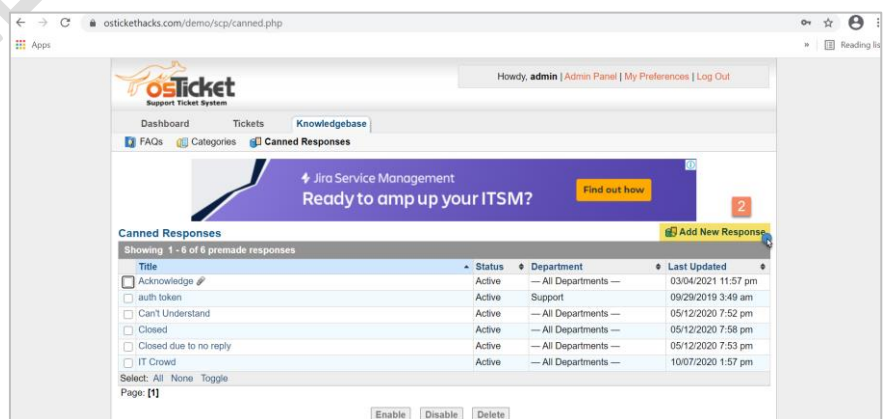 ostickethacks.com/demo/scp/canned.php
Apps
» Reading lis
osTicket
Support Ticket System
Howdy, admin | Admin Panel | My Preferences | Log Out
Dashboard Tickets Knowledgebase
FAQs Categories Canned Responses
Jira Service Management
Ready to amp up your ITSM?
Find out how
2
Canned Responses
Add New Response
Showing 1 - 6 of 6 premade responses
Title Status Department Last Updated
Acknowledge Active — All Departments — 03/04/2021 11:57 pm
auth token Active Support 09/29/2019 3:49 am
Can't Understand Active — All Departments — 05/12/2020 7:52 pm
Closed Active — All Departments — 05/12/2020 7:58 pm
Closed due to no reply Active — All Departments — 05/12/2020 7:53 pm
IT Crowd Active — All Departments — 10/07/2020 1:57 pm
Select: All None Toggle
Page: [1]
Enable Disable Delete